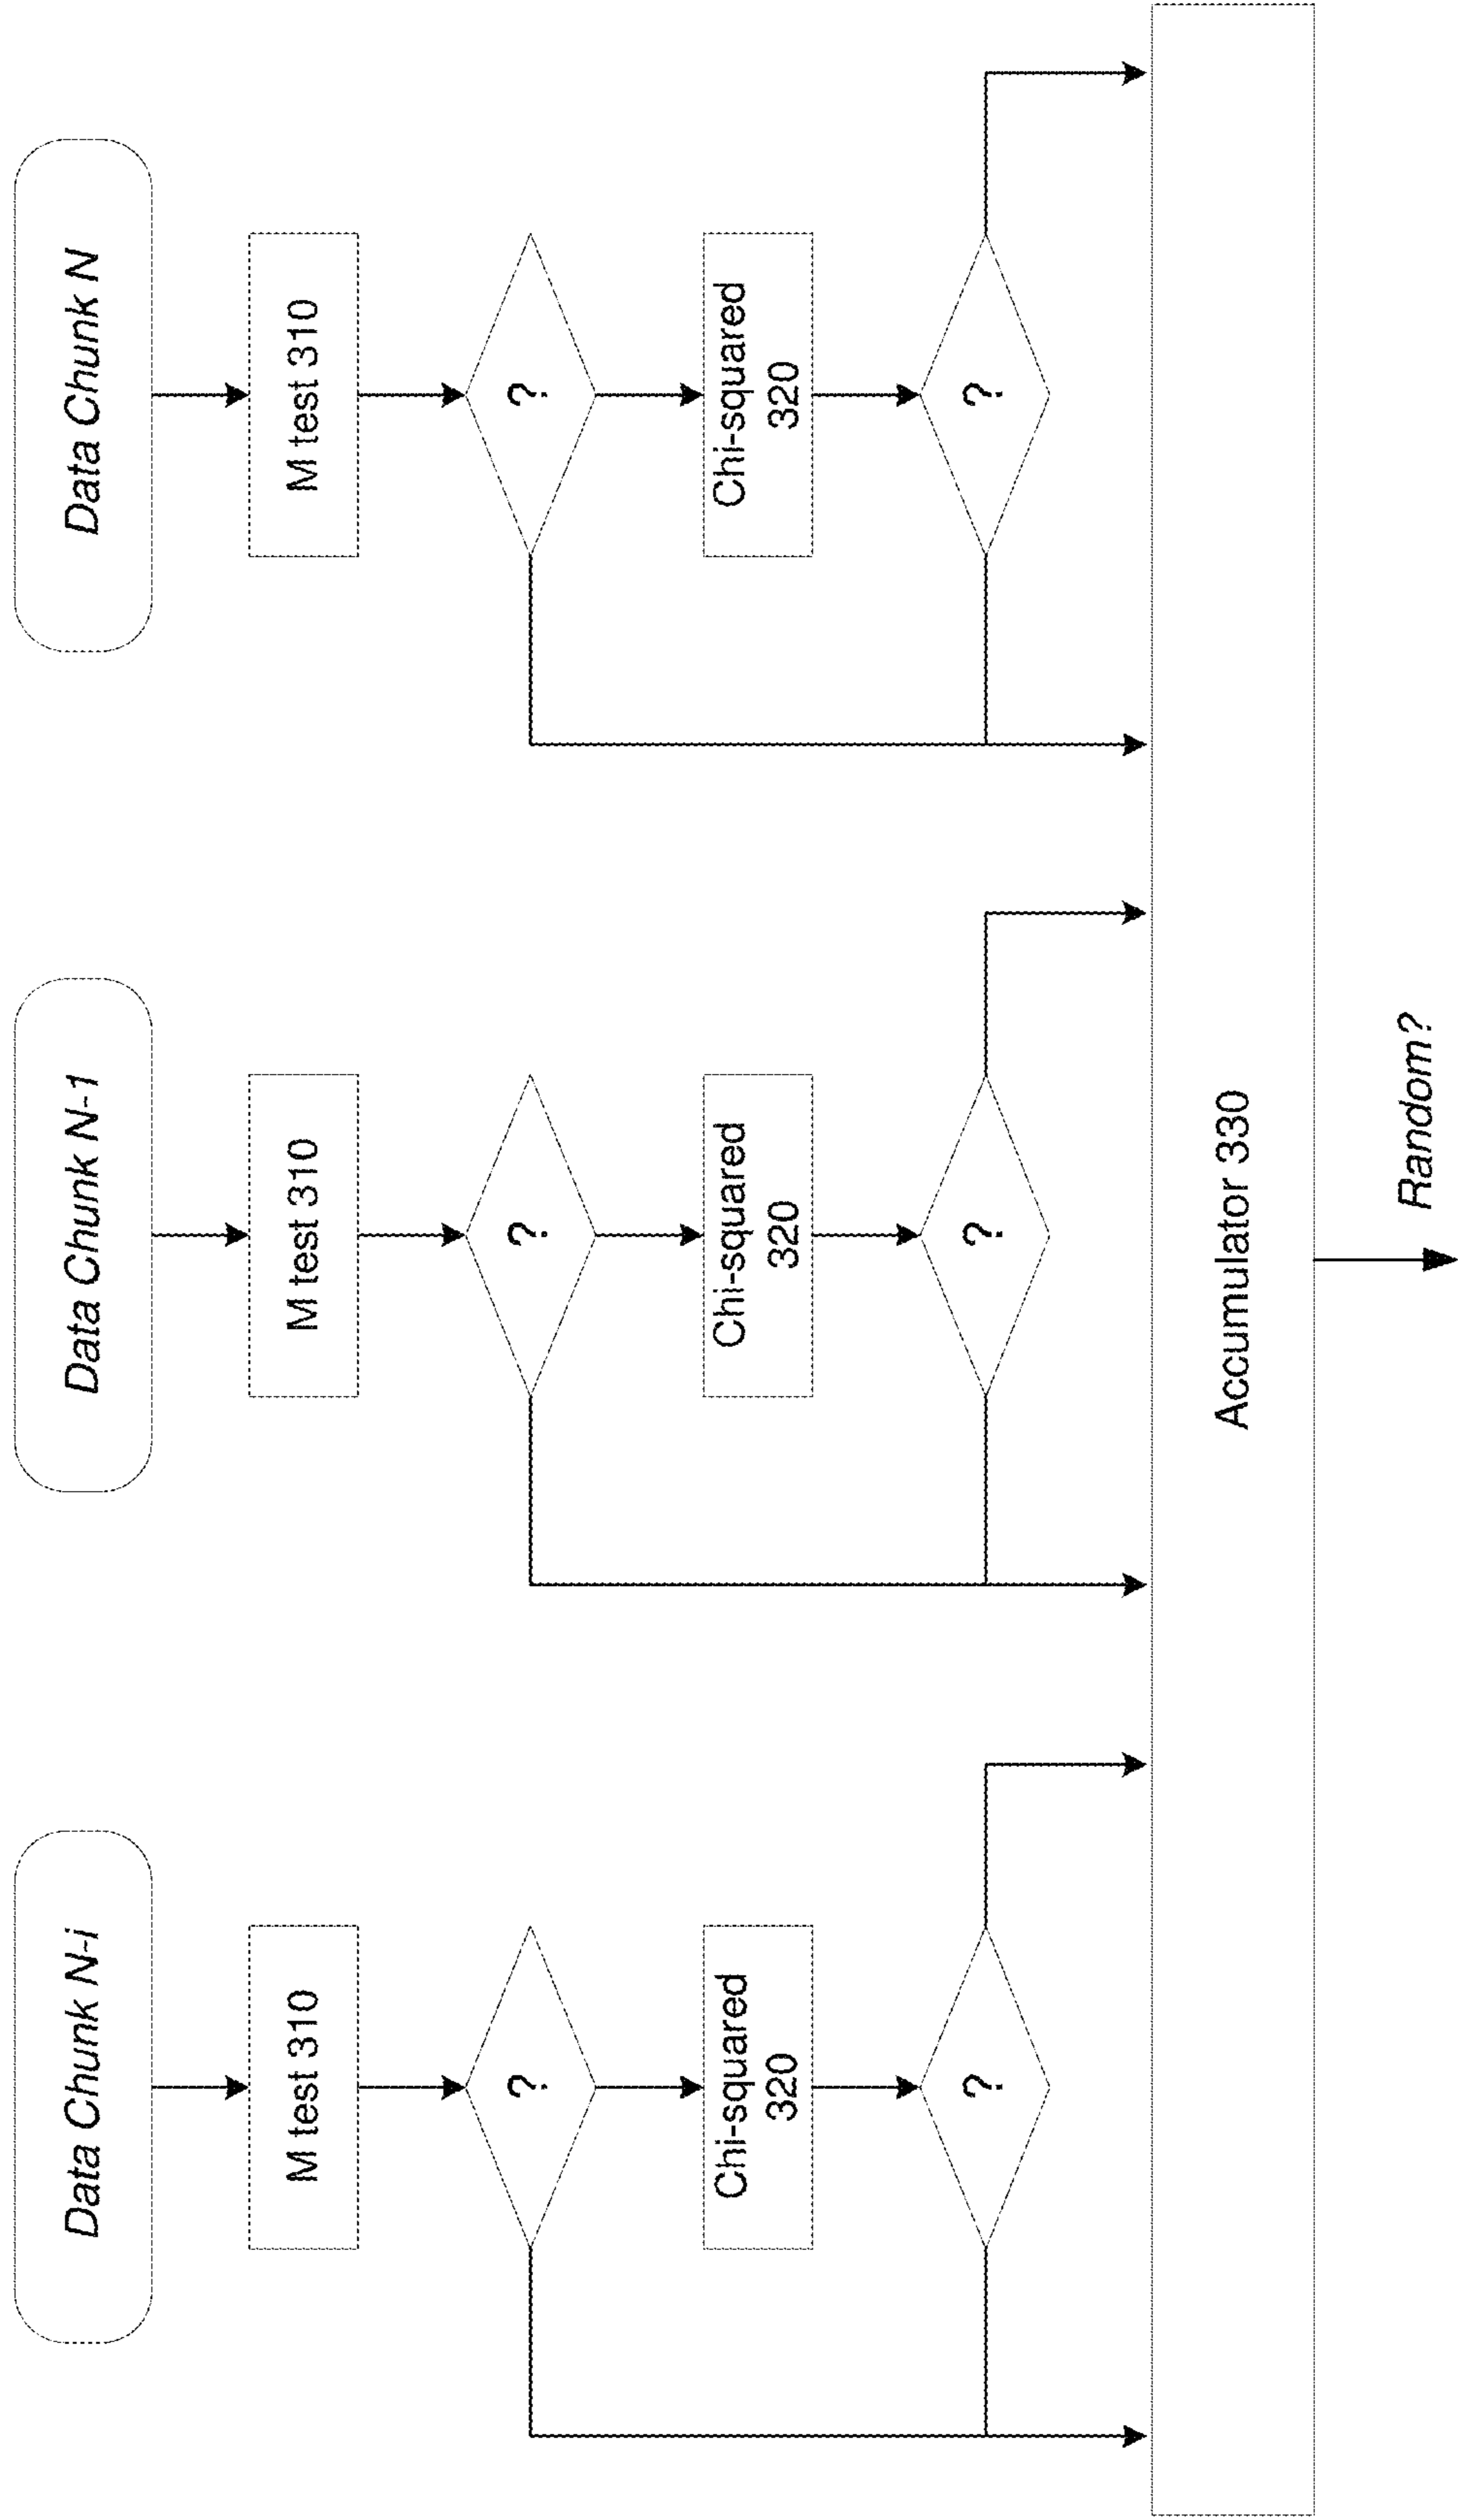 Data Chunk N-i
Data Chunk N-1
Data Chunk N
M test 310
M test 310
M test 310
?
?
?
Chi-squared
320
Chi-squared
320
Chi-squared
320
?
?
?
Accumulator 330
Random?